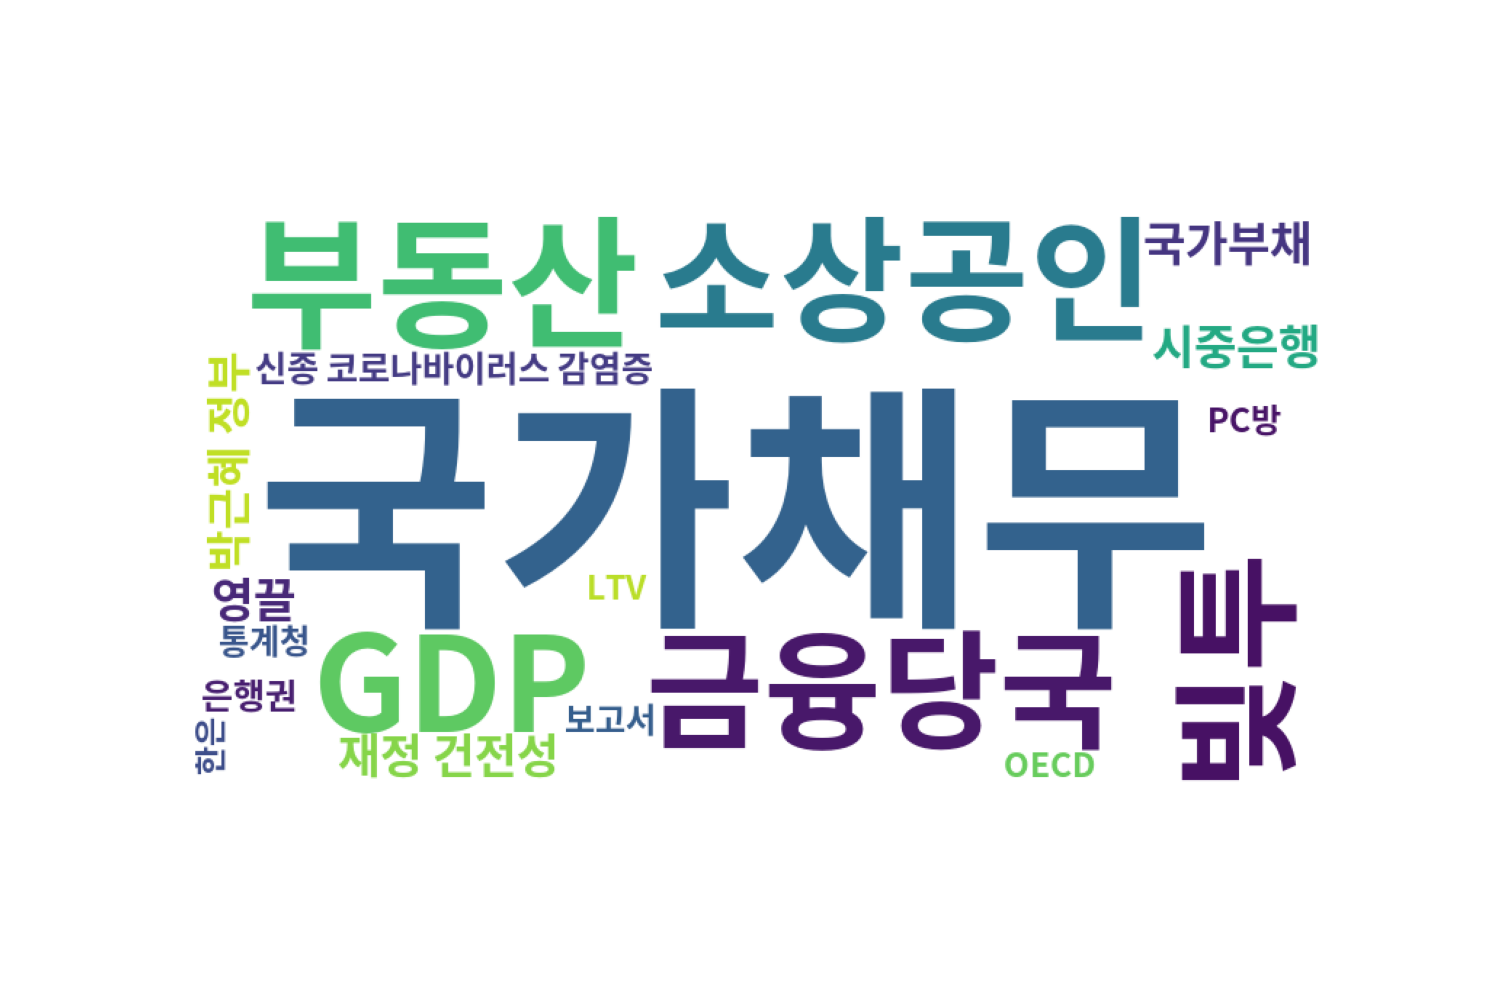 부동산
소상공인
국가부채
시중은행
신종 코로나바이러스 감염증
박근혜 정부
국가채무
PC방
LTV
영끌
통계청
GDP
금융당국
빚투
은행권
보고서
한은
재정 건전성
OECD